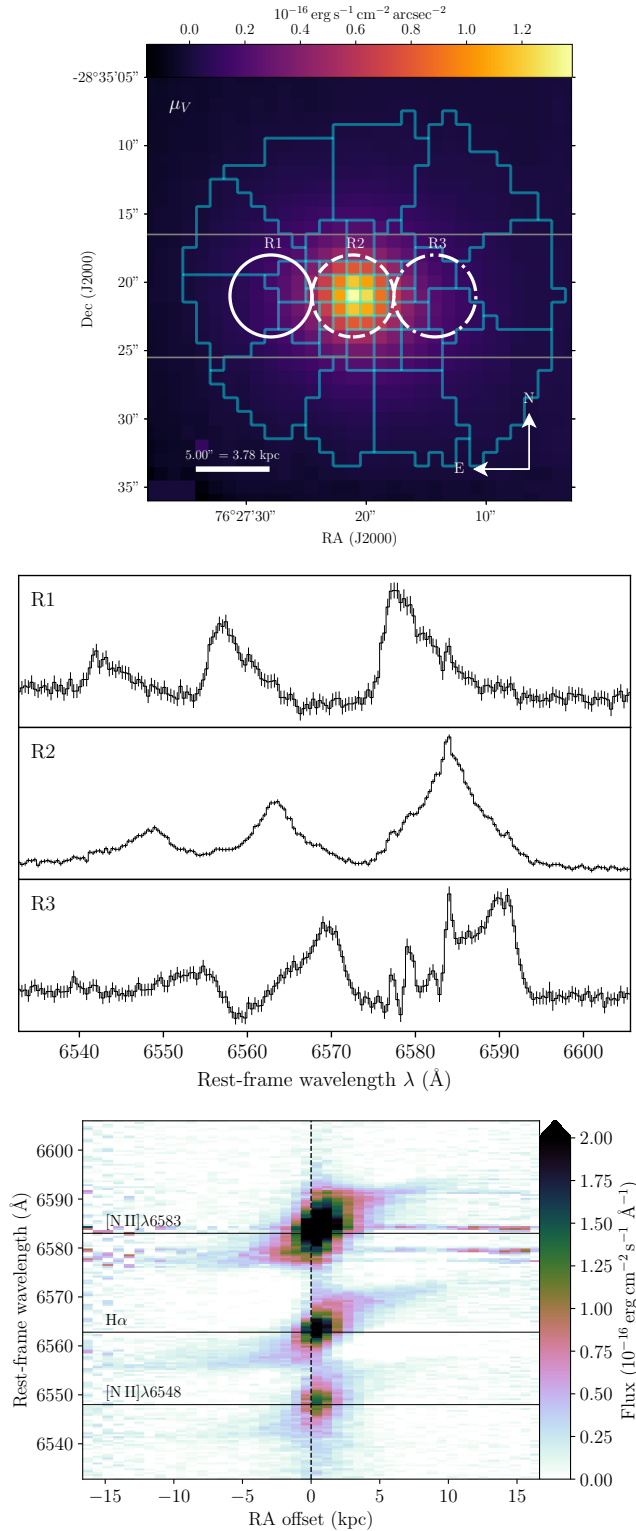 10⁻¹⁶ erg s⁻¹ cm⁻² arcsec⁻²
0.0 0.2 0.4 0.6 0.8 1.0 1.2
-28°35′05″
μ_V
10″
15″
R1 R2 R3
20″
25″
30″
35″
Dec (J2000)
N
E
5.00″ = 3.78 kpc
76°27′30″ 20″ 10″
RA (J2000)
R1
R2
R3
6540 6550 6560 6570 6580 6590 6600
Rest-frame wavelength λ (Å)
6600
6590
6580
6570
6560
6550
6540
Rest-frame wavelength (Å)
[N II]λ6583
Hα
[N II]λ6548
−15 −10 −5 0 5 10 15
RA offset (kpc)
2.00
1.75
1.50
1.25
1.00
0.75
0.50
0.25
0.00
Flux (10⁻¹⁶ erg cm⁻² s⁻¹ Å⁻¹)